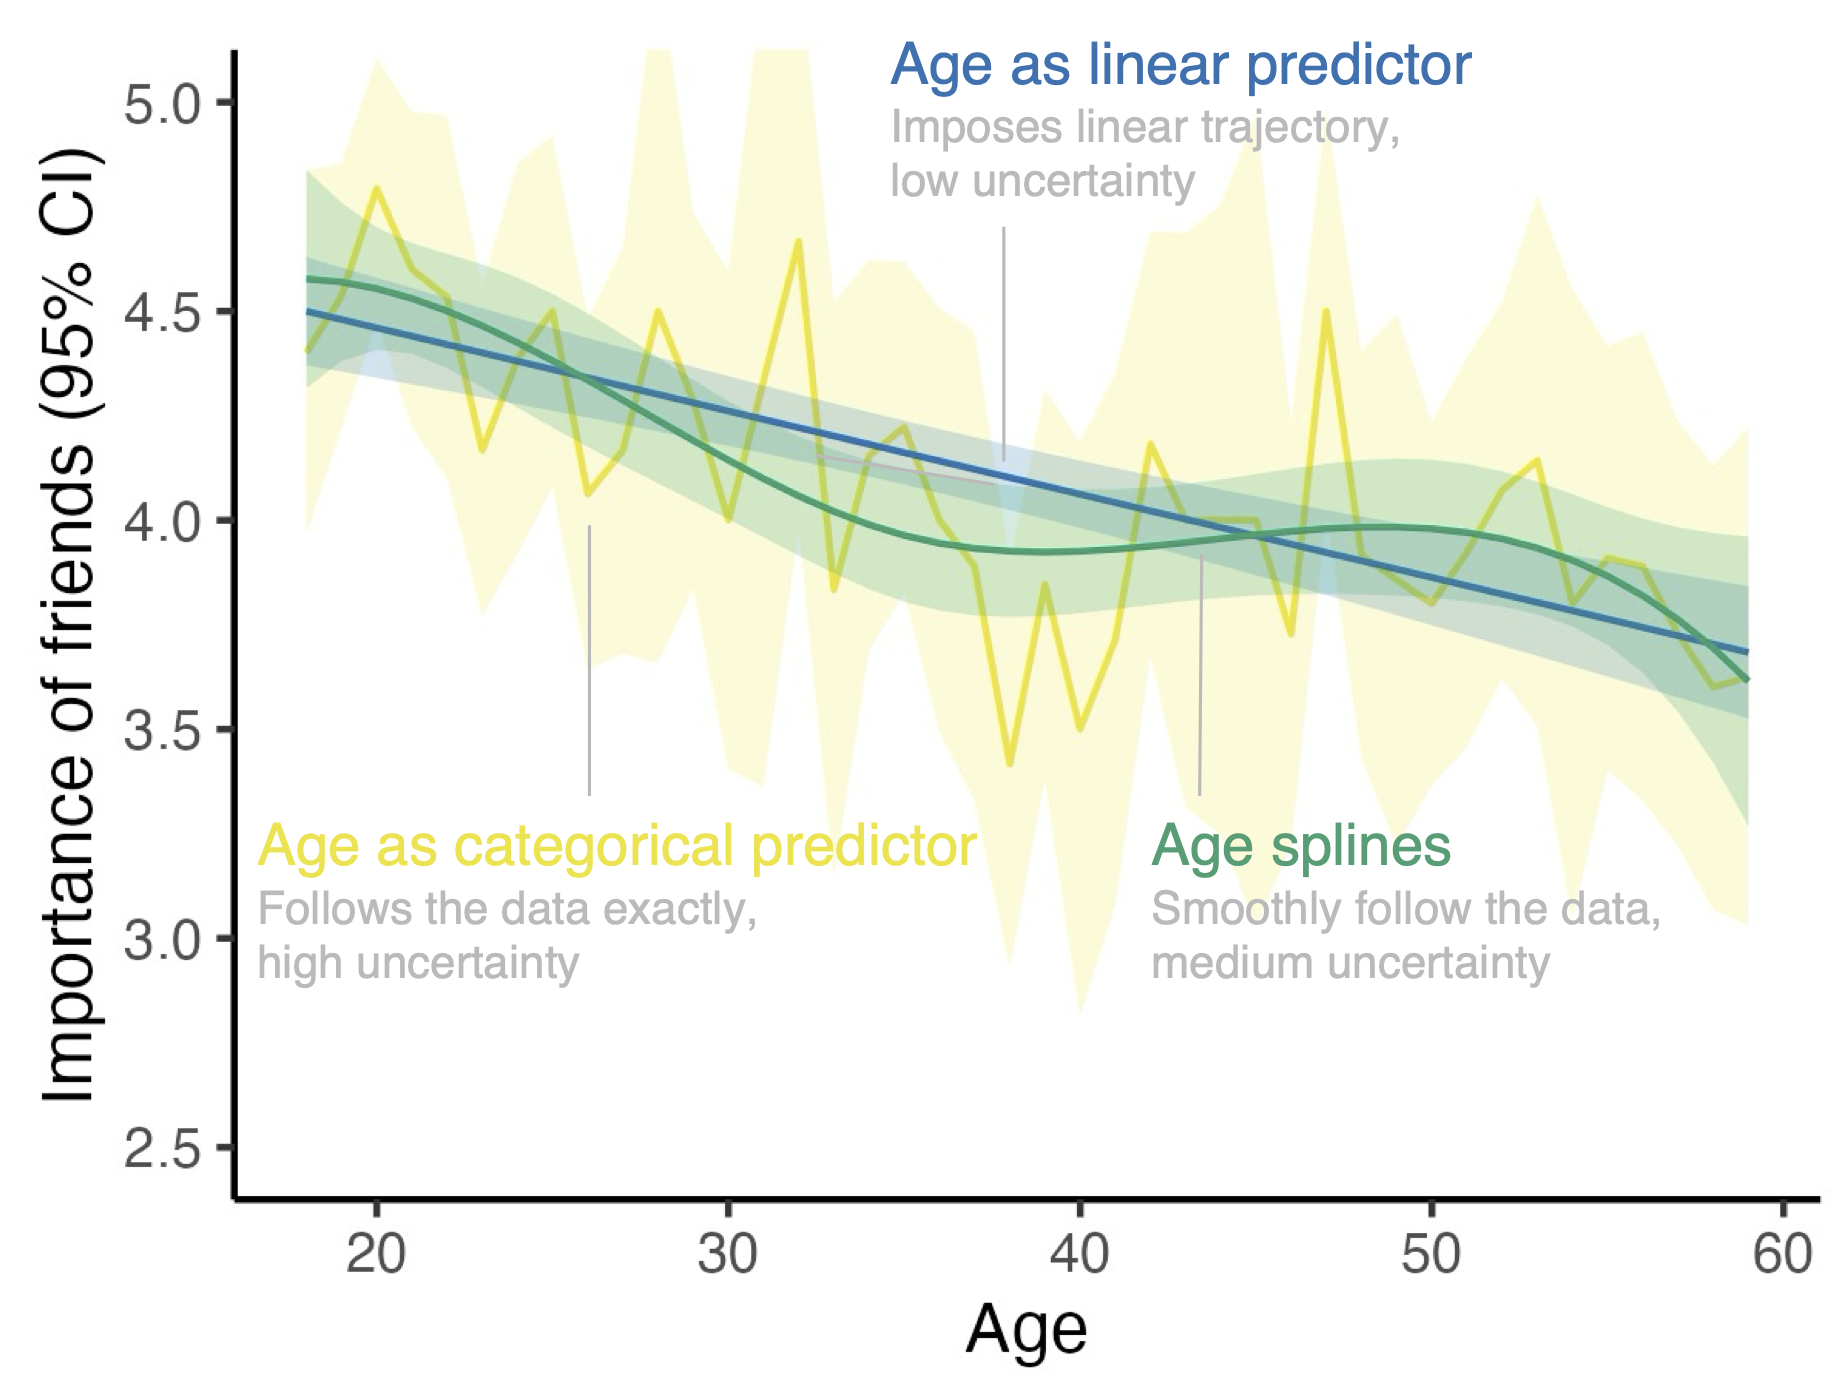 Age as linear predictor
Imposes linear trajectory,
low uncertainty
Importance of friends (95% CI)
5.0
4.5
4.0
3.5
3.0
2.5
Age as categorical predictor
Follows the data exactly,
high uncertainty
Age splines
Smoothly follow the data,
medium uncertainty
20 30 40 50 60
Age